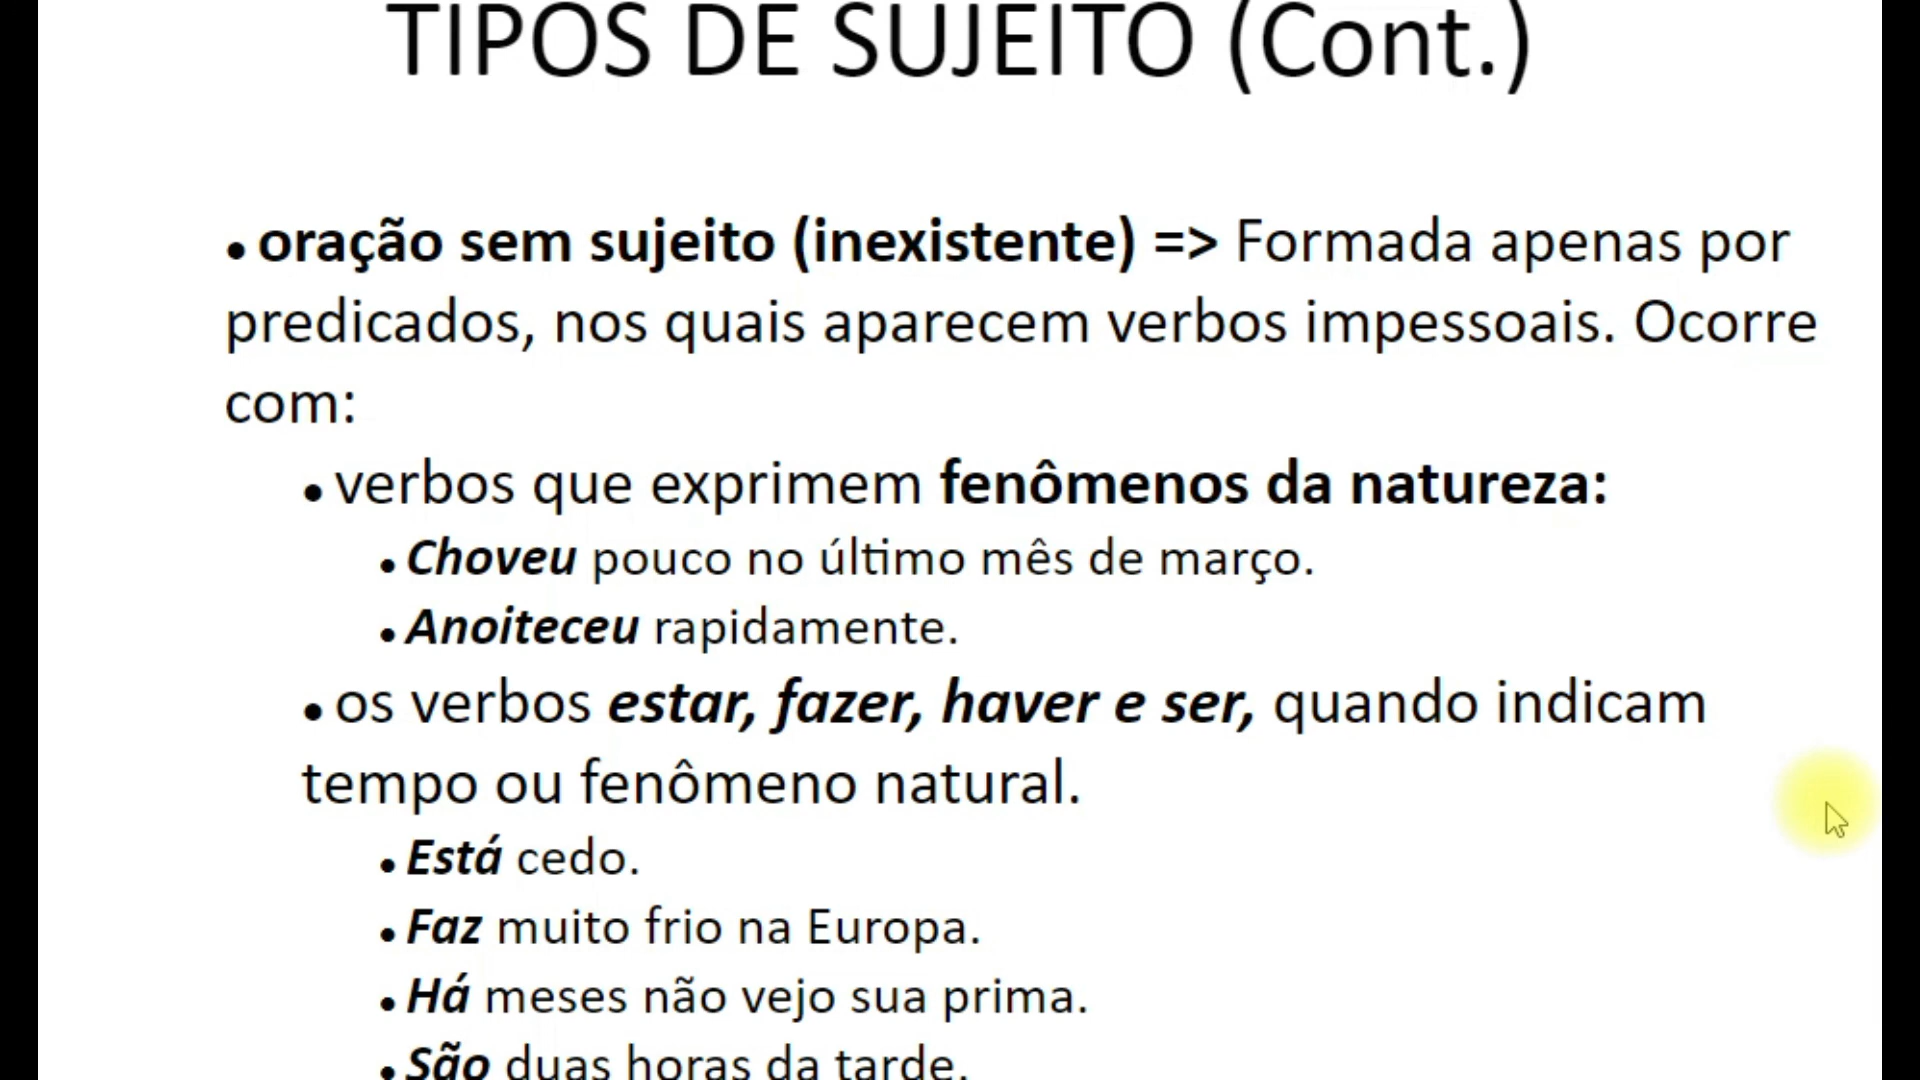 TIPOS DE SUJEITO (Cont.)
• oração sem sujeito (inexistente) => Formada apenas por
predicados, nos quais aparecem verbos impessoais. Ocorre
com:
• verbos que exprimem fenômenos da natureza:
• Choveu pouco no último mês de março.
• Anoiteceu rapidamente.
• os verbos estar, fazer, haver e ser, quando indicam
tempo ou fenômeno natural.
• Está cedo.
• Faz muito frio na Europa.
• Há meses não vejo sua prima.
• São duas horas da tarde.